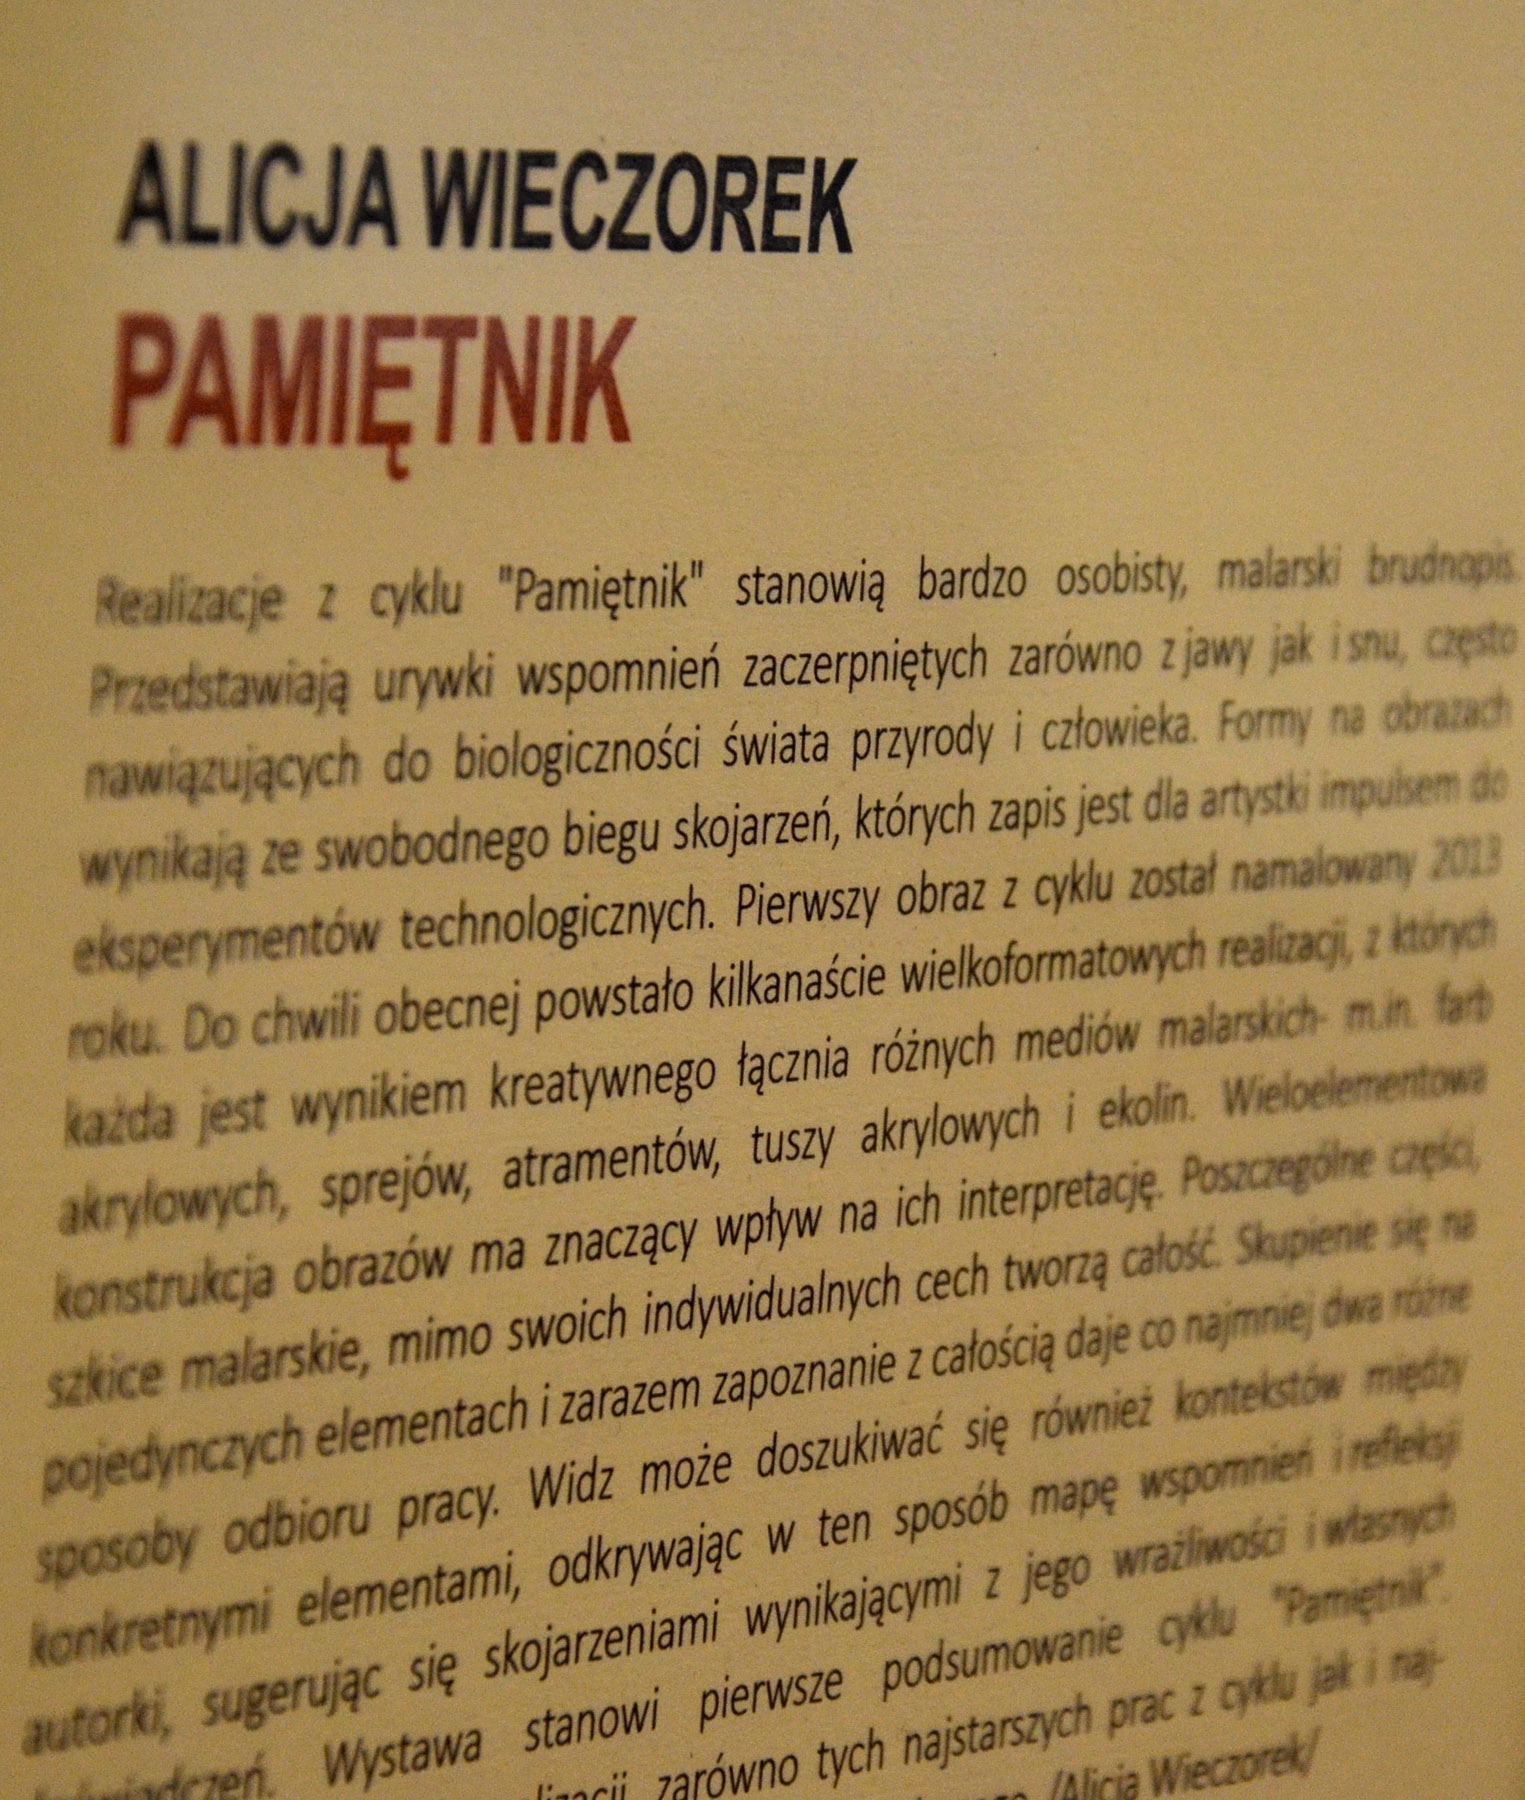 ALICJA WIECZOREK
PAMIĘTNIK
Realizacje z cyklu "Pamiętnik" stanowią bardzo osobisty, malarski brudnopis.
Przedstawiają urywki wspomnień zaczerpniętych zarówno z jawy jak i snu, często
nawiązujących do biologiczności świata przyrody i człowieka. Formy na obrazach
wynikają ze swobodnego biegu skojarzeń, których zapis jest dla artystki impulsem do
eksperymentów technologicznych. Pierwszy obraz z cyklu został namalowany 2013
roku. Do chwili obecnej powstało kilkanaście wielkoformatowych realizacji, z których
każda jest wynikiem kreatywnego łącznia różnych mediów malarskich- m.in. farb
akrylowych, sprejów, atramentów, tuszy akrylowych i ekolin. Wieloelementowa
konstrukcja obrazów ma znaczący wpływ na ich interpretację. Poszczególne części,
szkice malarskie, mimo swoich indywidualnych cech tworzą całość. Skupienie się na
pojedynczych elementach i zarazem zapoznanie z całością daje co najmniej dwa różne
sposoby odbioru pracy. Widz może doszukiwać się również kontekstów między
konkretnymi elementami, odkrywając w ten sposób mapę wspomnień i refleksji
autorki, sugerując się skojarzeniami wynikającymi z jego wrażliwości i własnych
doświadczeń. Wystawa stanowi pierwsze podsumowanie cyklu "Pamiętnik".
zarówno tych najstarszych prac z cyklu jak i naj-
/Alicja Wieczorek/